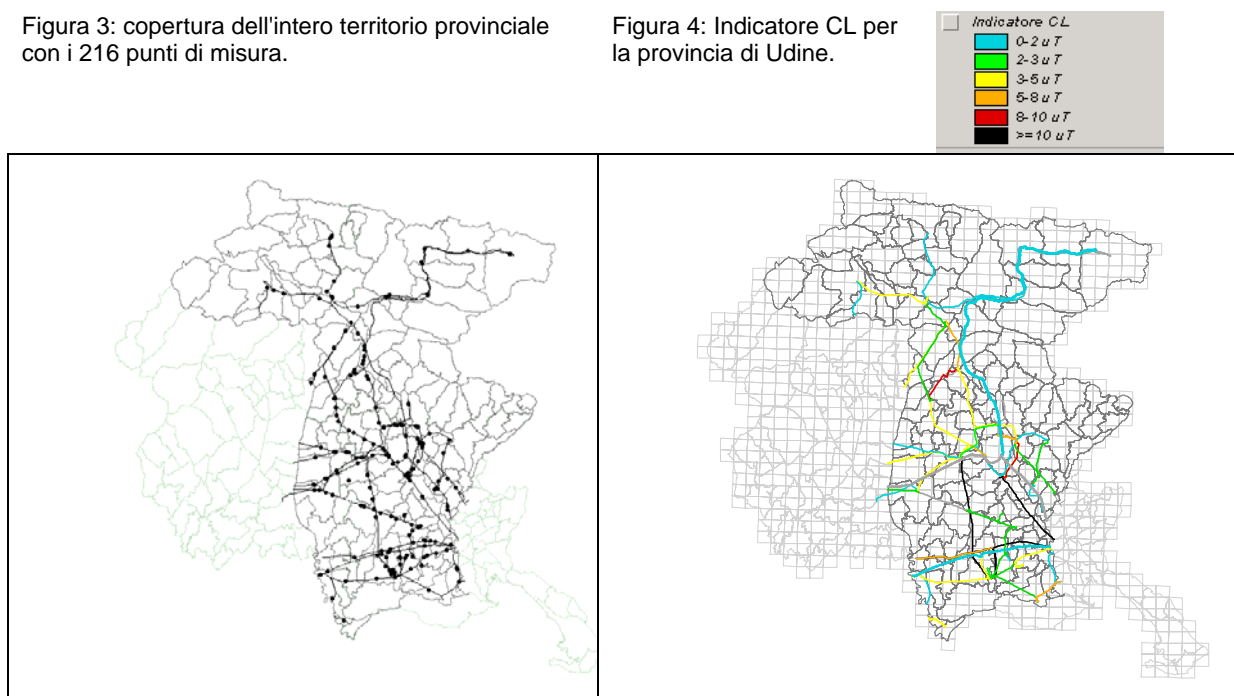 Figura 3: copertura dell'intero territorio provinciale
con i 216 punti di misura.
Figura 4: Indicatore CL per
la provincia di Udine.
Indicatore CL
0-2 uT
2-3 uT
3-5 uT
5-8 uT
8-10 uT
>=10 uT